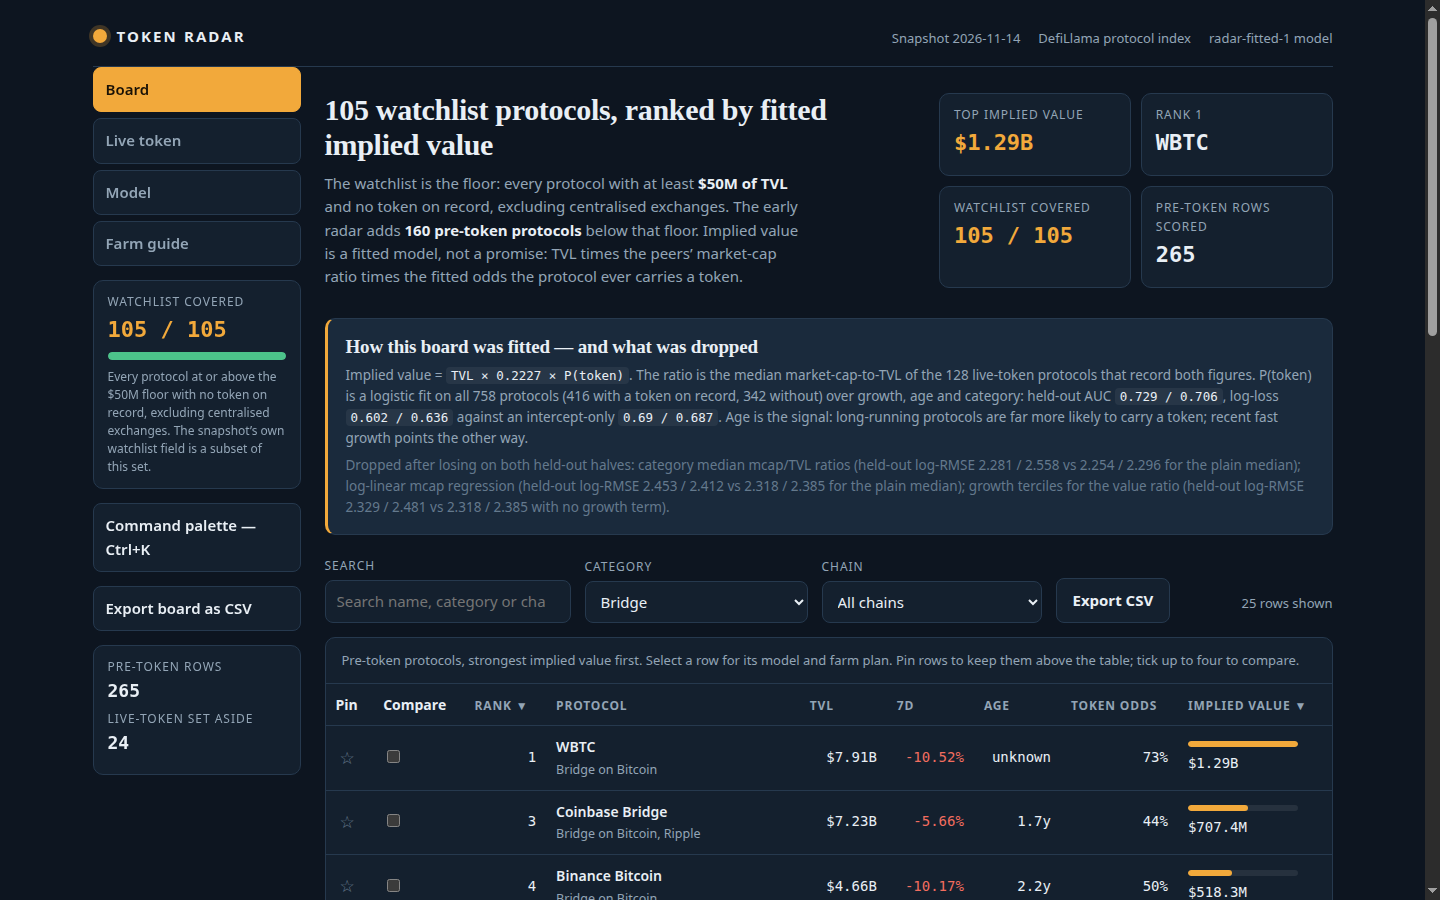 TOKEN RADAR
Snapshot 2026-11-14 DefiLlama protocol index radar-fitted-1 model
Board
Live token
Model
Farm guide
WATCHLIST COVERED
105 / 105
Every protocol at or above the
$50M floor with no token on
record, excluding centralised
exchanges. The snapshot’s own
watchlist field is a subset of
this set.
Command palette —
Ctrl+K
Export board as CSV
PRE-TOKEN ROWS
265
LIVE-TOKEN SET ASIDE
24
105 watchlist protocols, ranked by fitted
implied value
The watchlist is the floor: every protocol with at least $50M of TVL
and no token on record, excluding centralised exchanges. The early
radar adds 160 pre-token protocols below that floor. Implied value
is a fitted model, not a promise: TVL times the peers’ market-cap
ratio times the fitted odds the protocol ever carries a token.
TOP IMPLIED VALUE
$1.29B
RANK 1
WBTC
WATCHLIST COVERED
105 / 105
PRE-TOKEN ROWS
SCORED
265
How this board was fitted — and what was dropped
Implied value = TVL × 0.2227 × P(token). The ratio is the median market-cap-to-TVL of the 128 live-token protocols that record both figures. P(token)
is a logistic fit on all 758 protocols (416 with a token on record, 342 without) over growth, age and category: held-out AUC 0.729 / 0.706, log-loss
0.602 / 0.636 against an intercept-only 0.69 / 0.687. Age is the signal: long-running protocols are far more likely to carry a token; recent fast
growth points the other way.
Dropped after losing on both held-out halves: category median mcap/TVL ratios (held-out log-RMSE 2.281 / 2.558 vs 2.254 / 2.296 for the plain median);
log-linear mcap regression (held-out log-RMSE 2.453 / 2.412 vs 2.318 / 2.385 for the plain median); growth terciles for the value ratio (held-out log-RMSE
2.329 / 2.481 vs 2.318 / 2.385 with no growth term).
SEARCH CATEGORY CHAIN
Search name, category or cha Bridge All chains Export CSV 25 rows shown
Pre-token protocols, strongest implied value first. Select a row for its model and farm plan. Pin rows to keep them above the table; tick up to four to compare.
Pin Compare RANK ▼ PROTOCOL TVL 7D AGE TOKEN ODDS IMPLIED VALUE ▼
☆ 1 WBTC $7.91B -10.52% unknown 73% $1.29B
Bridge on Bitcoin
☆ 3 Coinbase Bridge $7.23B -5.66% 1.7y 44% $707.4M
Bridge on Bitcoin, Ripple
☆ 4 Binance Bitcoin $4.66B -10.17% 2.2y 50% $518.3M
Bridge on Bitcoin